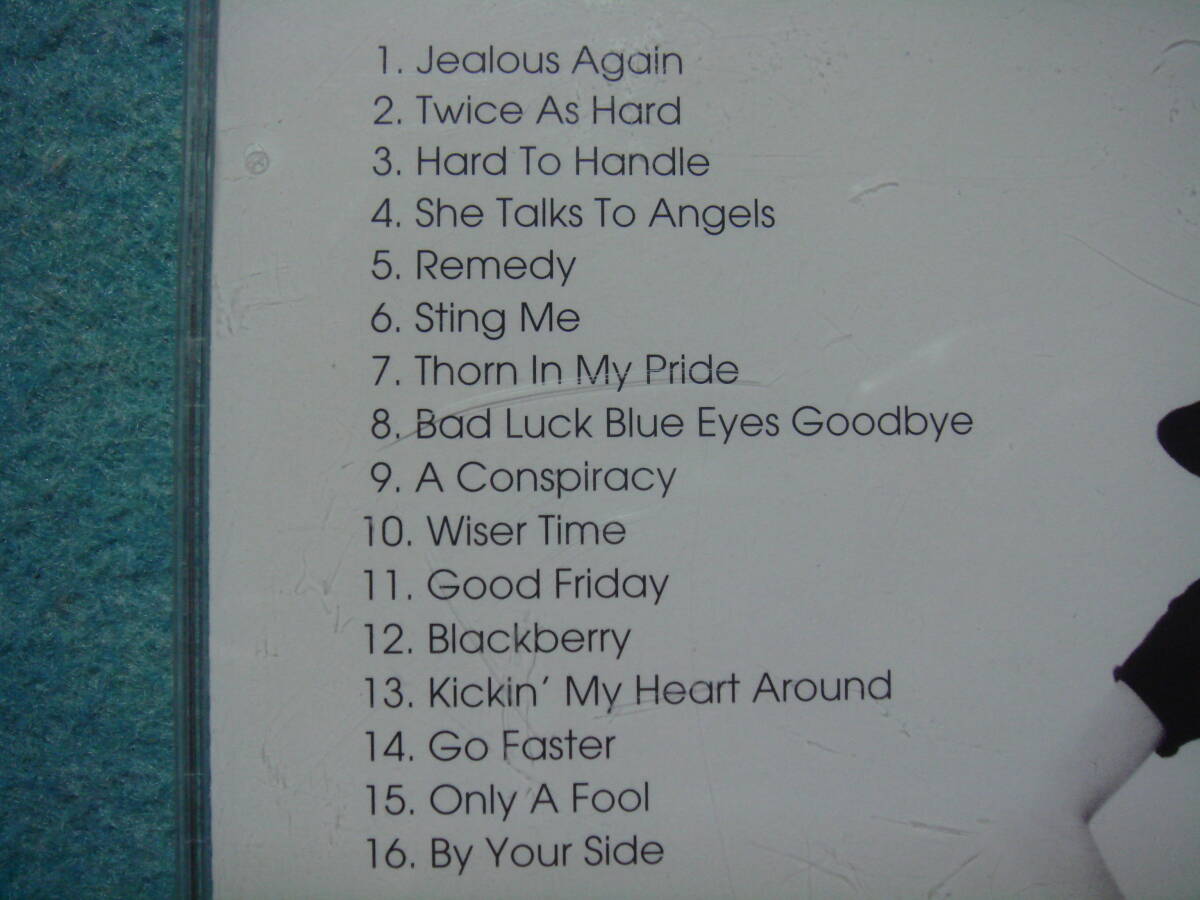 1. Jealous Again
2. Twice As Hard
3. Hard To Handle
4. She Talks To Angels
5. Remedy
6. Sting Me
7. Thorn In My Pride
8. Bad Luck Blue Eyes Goodbye
9. A Conspiracy
10. Wiser Time
11. Good Friday
12. Blackberry
13. Kickin' My Heart Around
14. Go Faster
15. Only A Fool
16. By Your Side